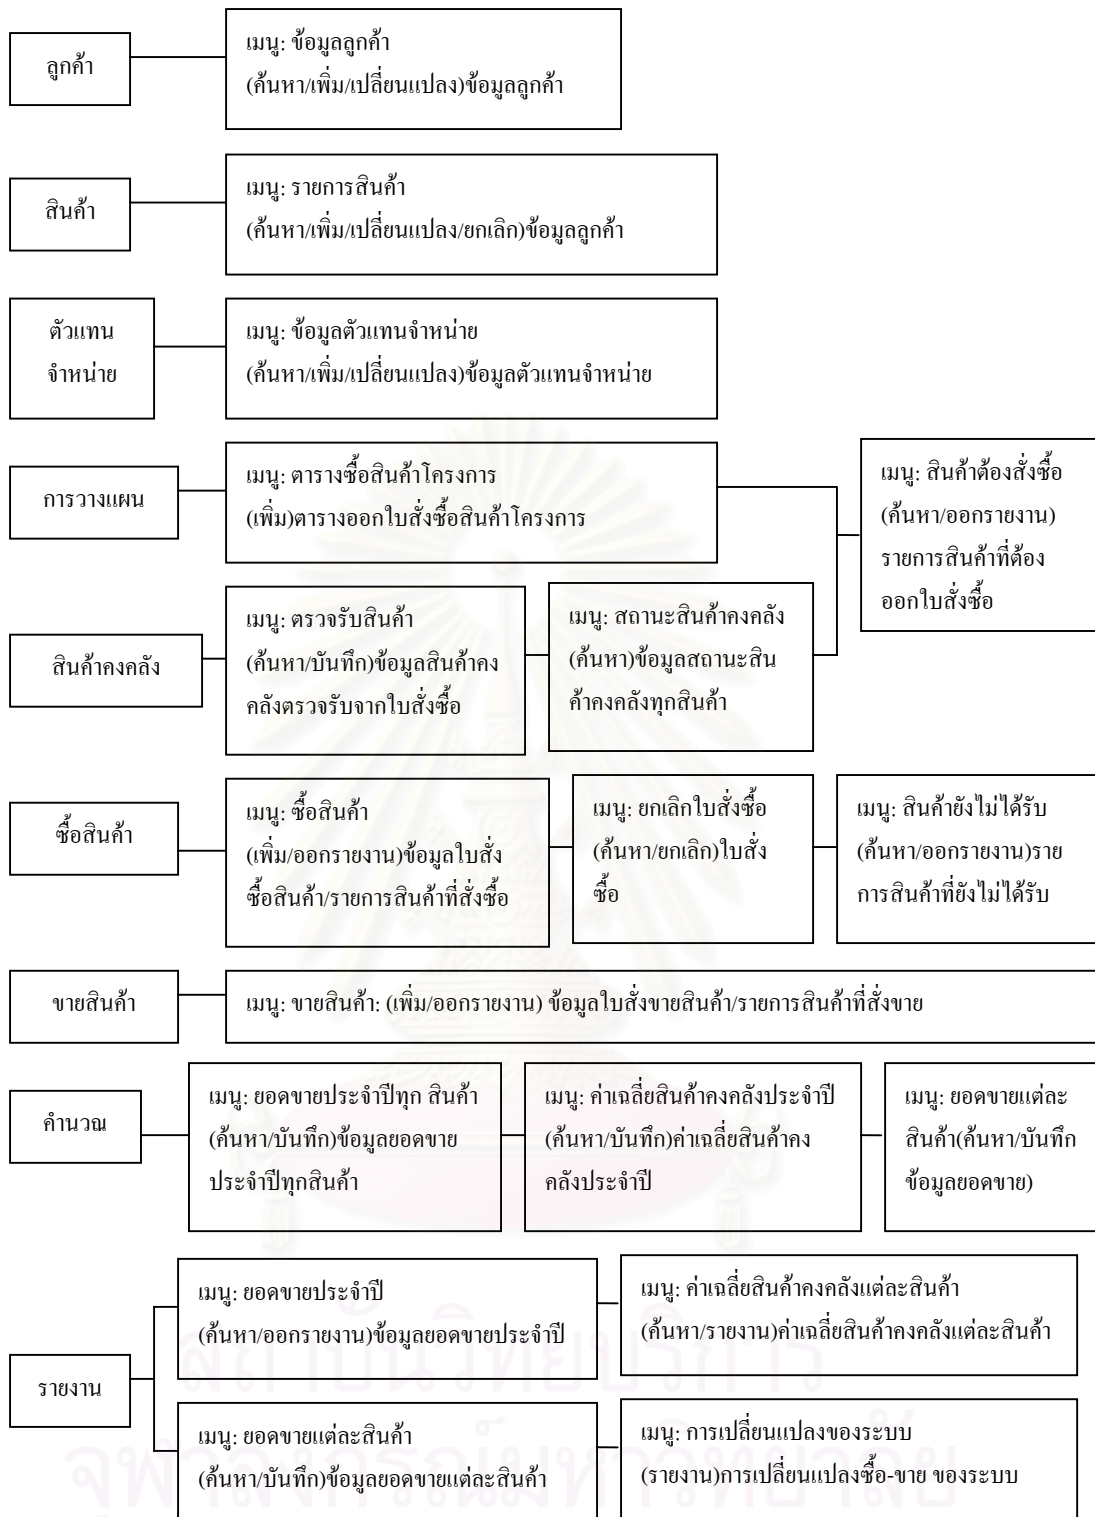 ลูกค้า
เมนู: ข้อมูลลูกค้า
(ค้นหา/เพิ่ม/เปลี่ยนแปลง)ข้อมูลลูกค้า
สินค้า
เมนู: รายการสินค้า
(ค้นหา/เพิ่ม/เปลี่ยนแปลง/ยกเลิก)ข้อมูลลูกค้า
ตัวแทน
จำหน่าย
เมนู: ข้อมูลตัวแทนจำหน่าย
(ค้นหา/เพิ่ม/เปลี่ยนแปลง)ข้อมูลตัวแทนจำหน่าย
การวางแผน
เมนู: ตารางซื้อสินค้าโครงการ
(เพิ่ม)ตารางออกใบสั่งซื้อสินค้าโครงการ
เมนู: สินค้าต้องสั่งซื้อ
(ค้นหา/ออกรายงาน)
รายการสินค้าที่ต้อง
ออกใบสั่งซื้อ
สินค้าคงคลัง
เมนู: ตรวจรับสินค้า
(ค้นหา/บันทึก)ข้อมูลสินค้าคง
คลังตรวจรับจากใบสั่งซื้อ
เมนู: สถานะสินค้าคงคลัง
(ค้นหา)ข้อมูลสถานะสิน
ค้าคงคลังทุกสินค้า
ซื้อสินค้า
เมนู: ซื้อสินค้า
(เพิ่ม/ออกรายงาน)ข้อมูลใบสั่ง
ซื้อสินค้า/รายการสินค้าที่สั่งซื้อ
เมนู: ยกเลิกใบสั่งซื้อ
(ค้นหา/ยกเลิก)ใบสั่ง
ซื้อ
เมนู: สินค้ายังไม่ได้รับ
(ค้นหา/ออกรายงาน)ราย
การสินค้าที่ยังไม่ได้รับ
ขายสินค้า
เมนู: ขายสินค้า: (เพิ่ม/ออกรายงาน) ข้อมูลใบสั่งขายสินค้า/รายการสินค้าที่สั่งขาย
คำนวณ
เมนู: ยอดขายประจำปีทุก สินค้า
(ค้นหา/บันทึก)ข้อมูลยอดขาย
ประจำปีทุกสินค้า
เมนู: ค่าเฉลี่ยสินค้าคงคลังประจำปี
(ค้นหา/บันทึก)ค่าเฉลี่ยสินค้าคง
คลังประจำปี
เมนู: ยอดขายแต่ละ
สินค้า(ค้นหา/บันทึก
ข้อมูลยอดขาย)
รายงาน
เมนู: ยอดขายประจำปี
(ค้นหา/ออกรายงาน)ข้อมูลยอดขายประจำปี
เมนู: ค่าเฉลี่ยสินค้าคงคลังแต่ละสินค้า
(ค้นหา/รายงาน)ค่าเฉลี่ยสินค้าคงคลังแต่ละสินค้า
เมนู: ยอดขายแต่ละสินค้า
(ค้นหา/บันทึก)ข้อมูลยอดขายแต่ละสินค้า
เมนู: การเปลี่ยนแปลงของระบบ
(รายงาน)การเปลี่ยนแปลงซื้อ-ขาย ของระบบ
สถาบันวิทยบริการ
จุฬาลงกรณ์มหาวิทยาลัย